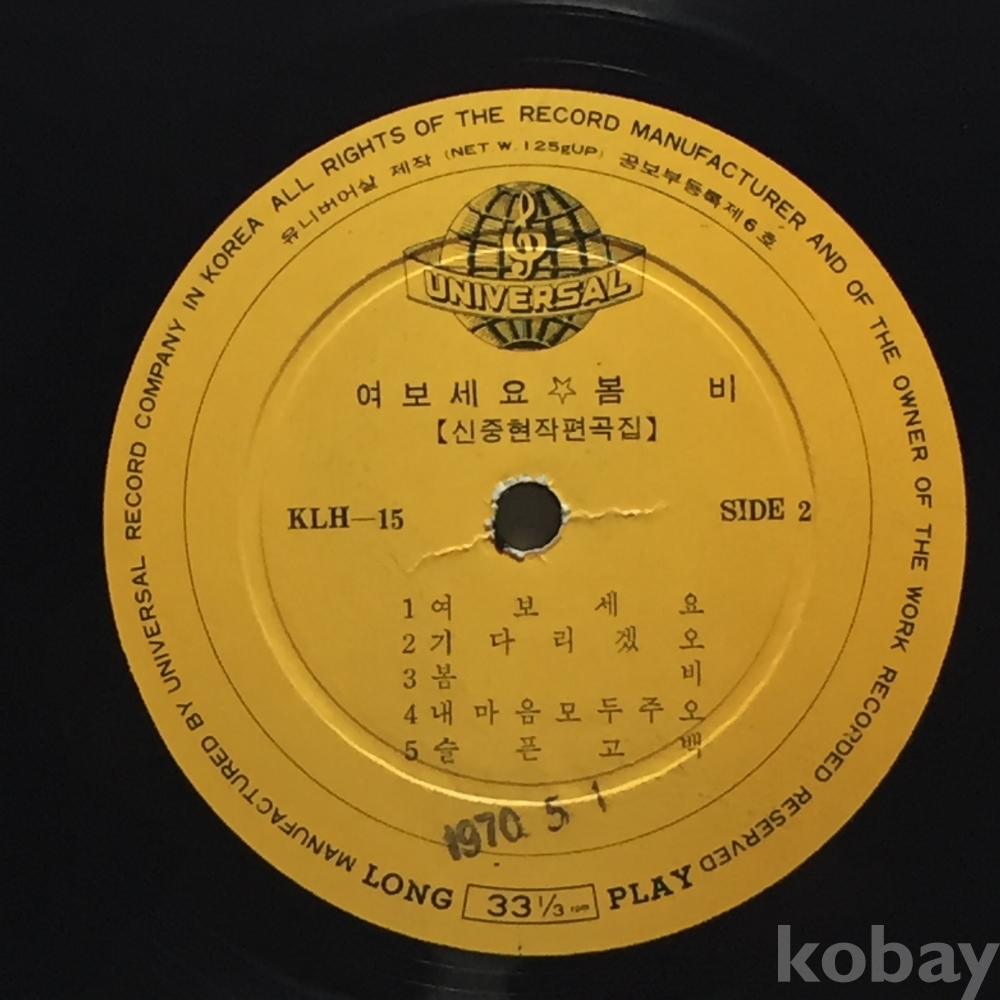 MANUFACTURED BY UNIVERSAL RECORD COMPANY IN KOREA ALL RIGHTS OF THE RECORD MANUFACTURER AND OF THE OWNER OF THE WORK RECORDED RESERVED
유니버어살 제작 (NET.W.125gUP) 공보부등록제6호
UNIVERSAL
여보세요☆봄 비
【신중현작편곡집】
KLH-15
SIDE 2
1 여보세요
2 기다리겠오
3 봄비
4 내마음모두주오
5 슬픈고백
1970. 5 1
LONG 33 1/3 rpm PLAY
kobay